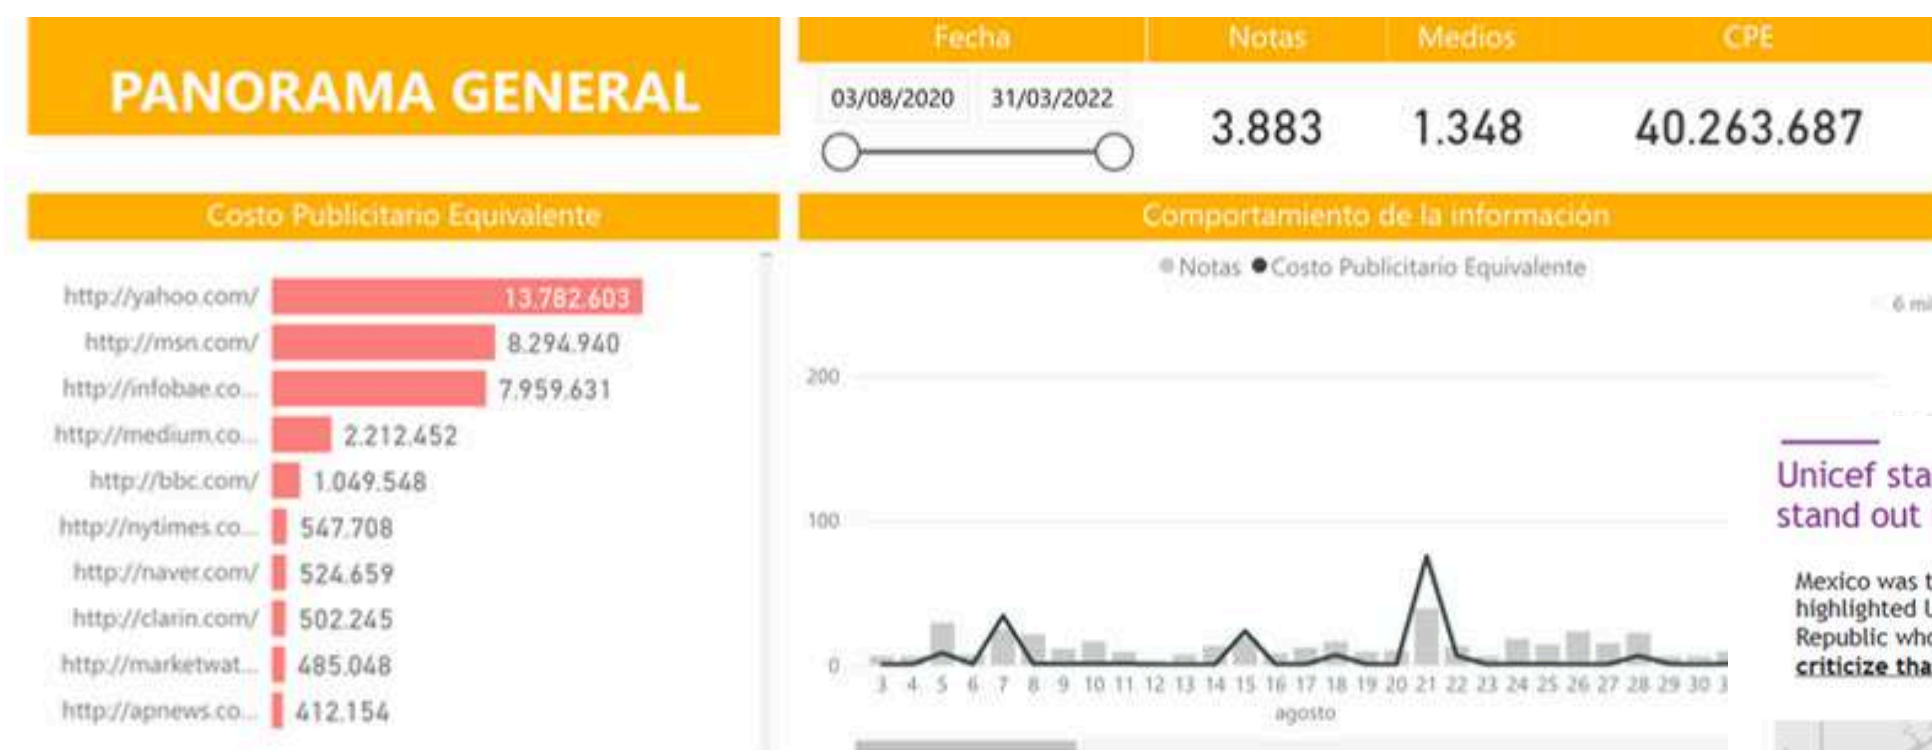 PANORAMA GENERAL
Fecha
Notas
Medios
CPE
03/08/2020
31/03/2022
3.883
1.348
40.263.687
Costo Publicitario Equivalente
http://yahoo.com/ 13.782.603
http://msn.com/ 8.294.940
http://infobae.co... 7.959.631
http://medium.co... 2.212.452
http://bbc.com/ 1.049.548
http://nytimes.co... 547.708
http://naver.com/ 524.659
http://clarin.com/ 502.245
http://marketwat... 485.048
http://apnews.co... 412.154
Comportamiento de la información
Notas Costo Publicitario Equivalente
6 mi
200
100
0
3 4 5 6 7 8 9 10 11 12 13 14 15 16 17 18 19 20 21 22 23 24 25 26 27 28 29 30 3
agosto
Unicef sta
stand out
Mexico was t
highlighted
Republic who
criticize tha